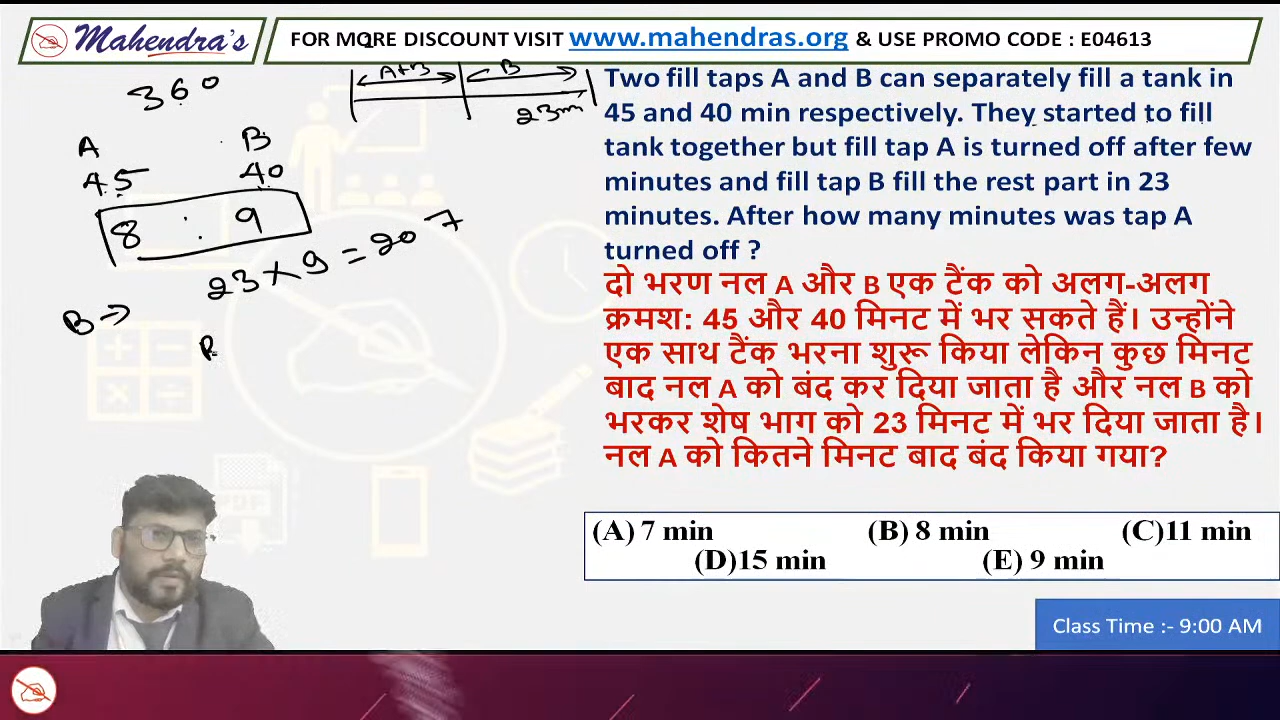 Mahendra's
FOR MORE DISCOUNT VISIT www.mahendras.org & USE PROMO CODE : E04613
Two fill taps A and B can separately fill a tank in
45 and 40 min respectively. They started to fill
tank together but fill tap A is turned off after few
minutes and fill tap B fill the rest part in 23
minutes. After how many minutes was tap A
turned off ?
दो भरण नल A और B एक टैंक को अलग-अलग
क्रमश: 45 और 40 मिनट में भर सकते हैं। उन्होंने
एक साथ टैंक भरना शुरू किया लेकिन कुछ मिनट
बाद नल A को बंद कर दिया जाता है और नल B को
भरकर शेष भाग को 23 मिनट में भर दिया जाता है।
नल A को कितने मिनट बाद बंद किया गया?
(A) 7 min (B) 8 min (C)11 min
(D)15 min (E) 9 min
360
A+B B
23min
A B
45 40
8 : 9
23 × 9 = 207
B →
Class Time :- 9:00 AM